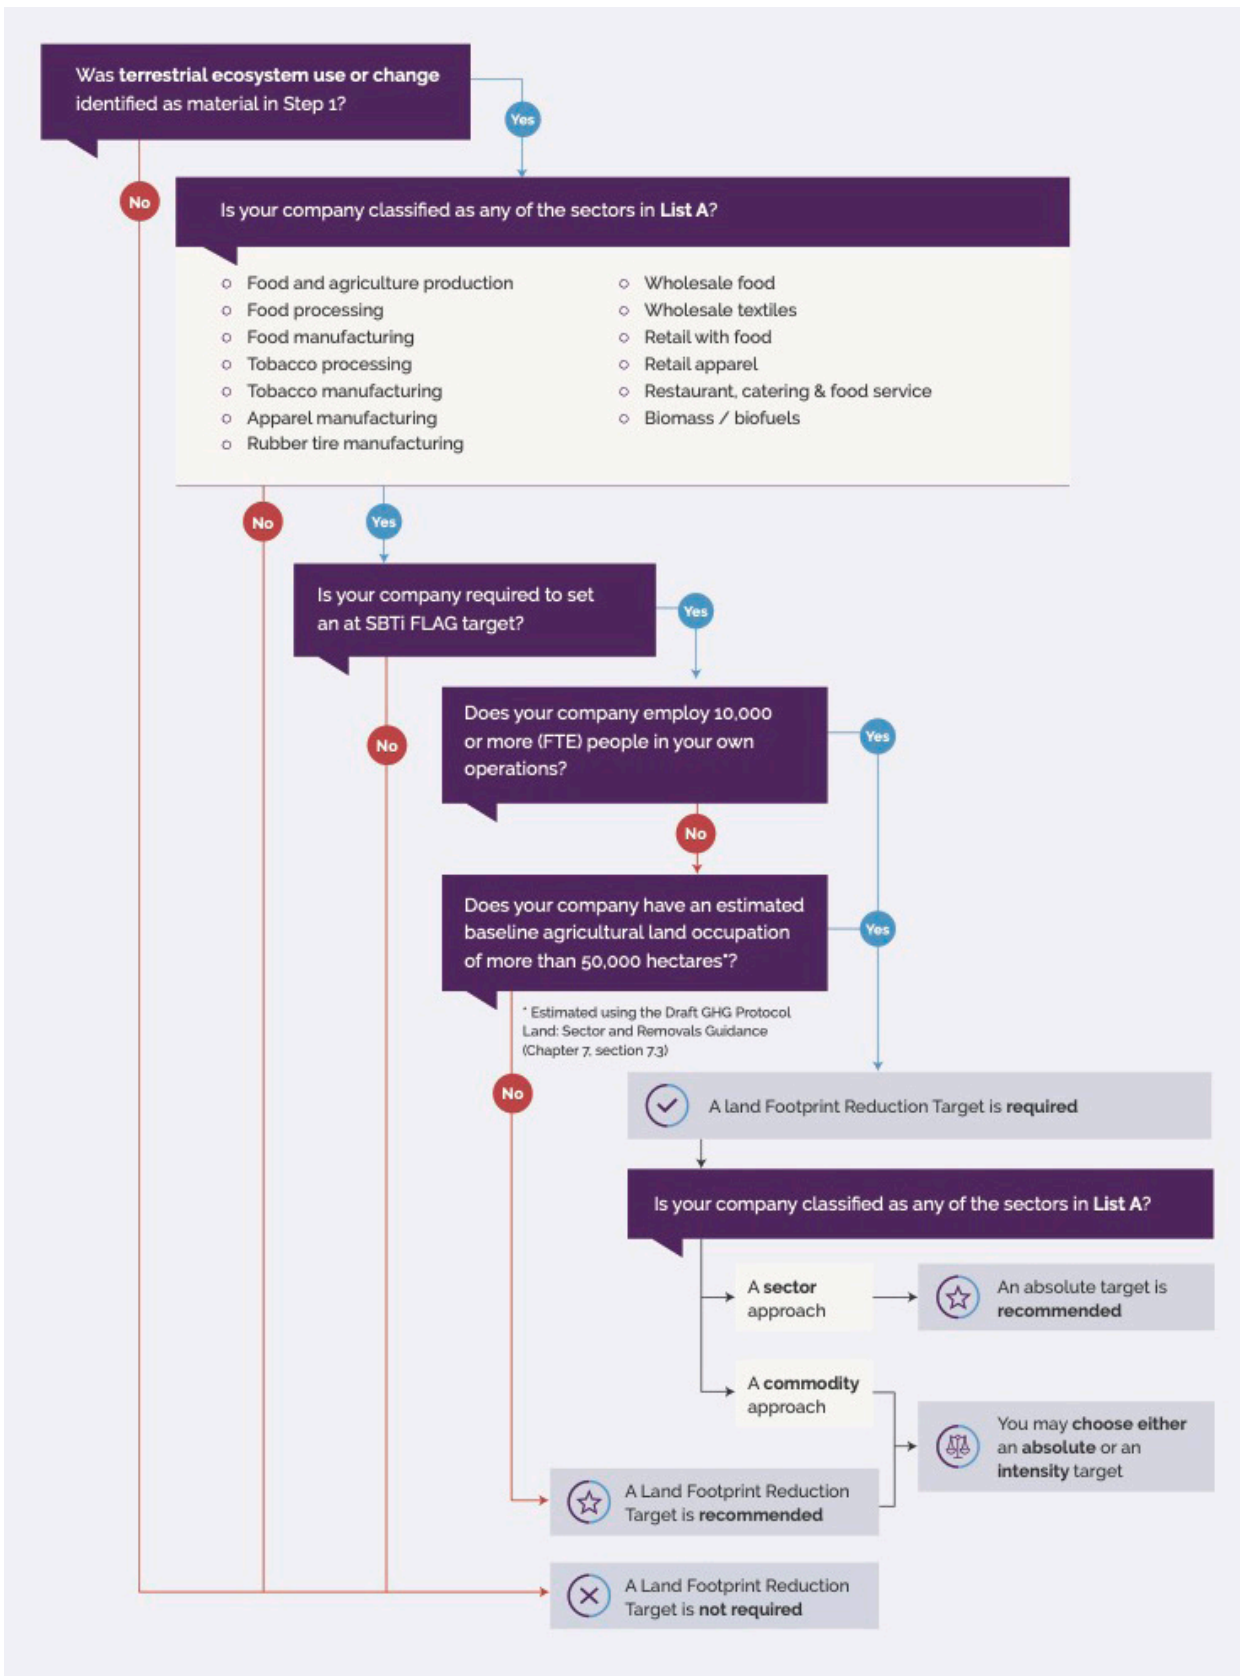 Was terrestrial ecosystem use or change
identified as material in Step 1?
Yes
No
Is your company classified as any of the sectors in List A?
Food and agriculture production
Food processing
Food manufacturing
Tobacco processing
Tobacco manufacturing
Apparel manufacturing
Rubber tire manufacturing
Wholesale food
Wholesale textiles
Retail with food
Retail apparel
Restaurant, catering & food service
Biomass / biofuels
No
Yes
Is your company required to set
an at SBTi FLAG target?
Yes
No
Does your company employ 10,000
or more (FTE) people in your own
operations?
Yes
No
Does your company have an estimated
baseline agricultural land occupation
of more than 50,000 hectares*?
Yes
* Estimated using the Draft GHG Protocol
Land: Sector and Removals Guidance
(Chapter 7, section 7.3)
No
A land Footprint Reduction Target is required
Is your company classified as any of the sectors in List A?
A sector
approach
An absolute target is
recommended
A commodity
approach
You may choose either
an absolute or an
intensity target
A Land Footprint Reduction
Target is recommended
A Land Footprint Reduction
Target is not required